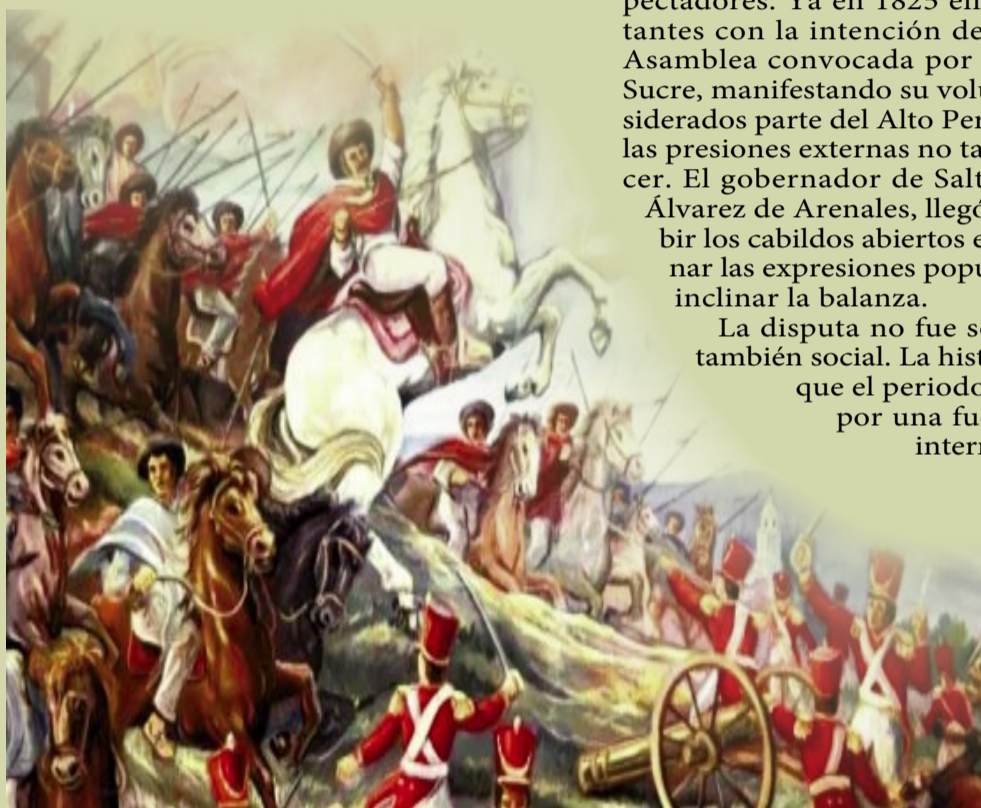 pectadores. Ya en 1825 en
tantes con la intención de
Asamblea convocada por
Sucre, manifestando su volu
siderados parte del Alto Per
las presiones externas no ta
cer. El gobernador de Salt
Álvarez de Arenales, llegó
bir los cabildos abiertos e
nar las expresiones popu
inclinar la balanza.
La disputa no fue s
también social. La hist
que el periodo
por una fu
intern